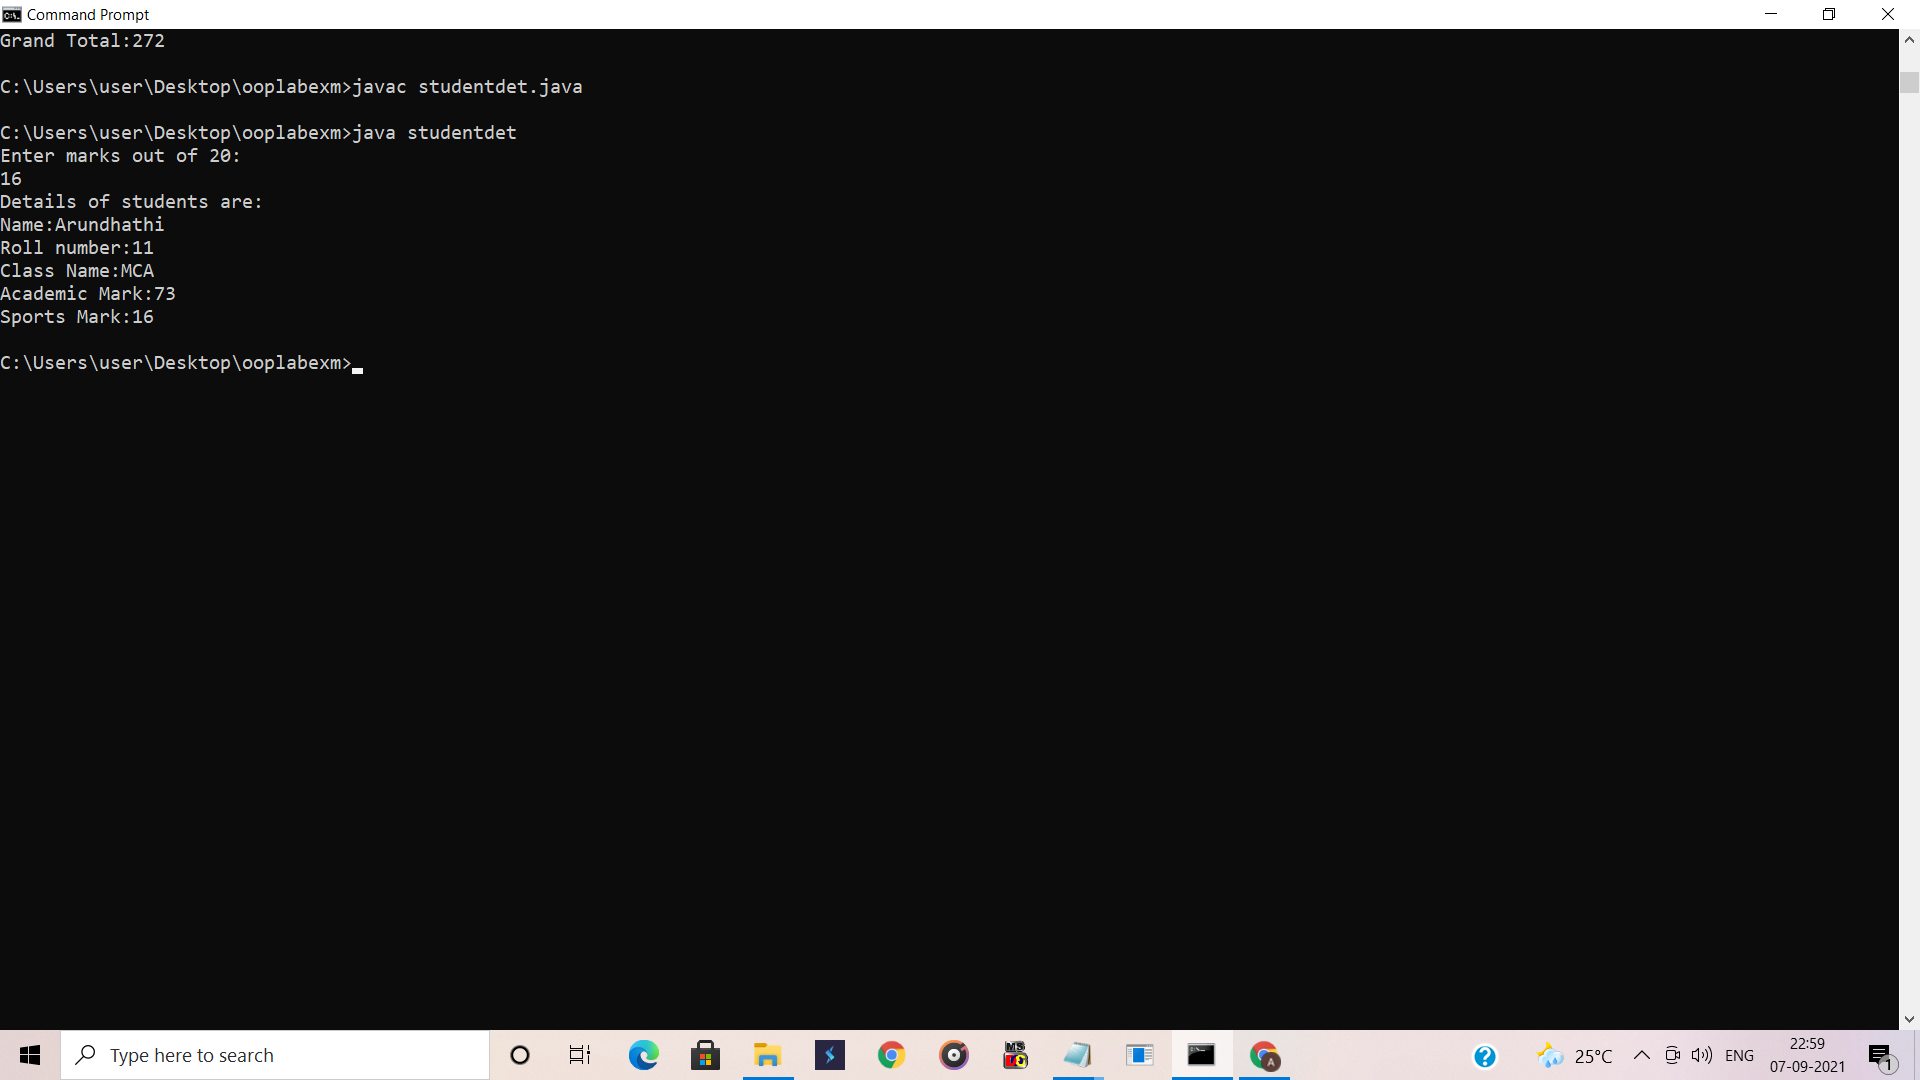 Command Prompt
Grand Total:272
C:\Users\user\Desktop\ooplabexm>javac studentdet.java
C:\Users\user\Desktop\ooplabexm>java studentdet
Enter marks out of 20:
16
Details of students are:
Name:Arundhathi
Roll number:11
Class Name:MCA
Academic Mark:73
Sports Mark:16
C:\Users\user\Desktop\ooplabexm>
Type here to search
25°C
ENG
22:59
07-09-2021
1
MS
A